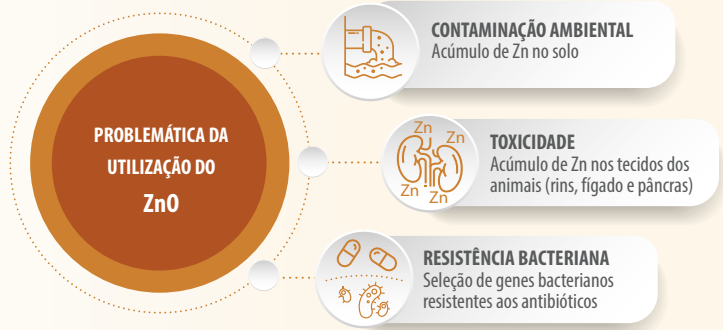 PROBLEMÁTICA DA
UTILIZAÇÃO DO
ZnO
CONTAMINAÇÃO AMBIENTAL
Acúmulo de Zn no solo
Zn
Zn
Zn
Zn
TOXICIDADE
Acúmulo de Zn nos tecidos dos
animais (rins, fígado e pâncras)
RESISTÊNCIA BACTERIANA
Seleção de genes bacterianos
resistentes aos antibióticos